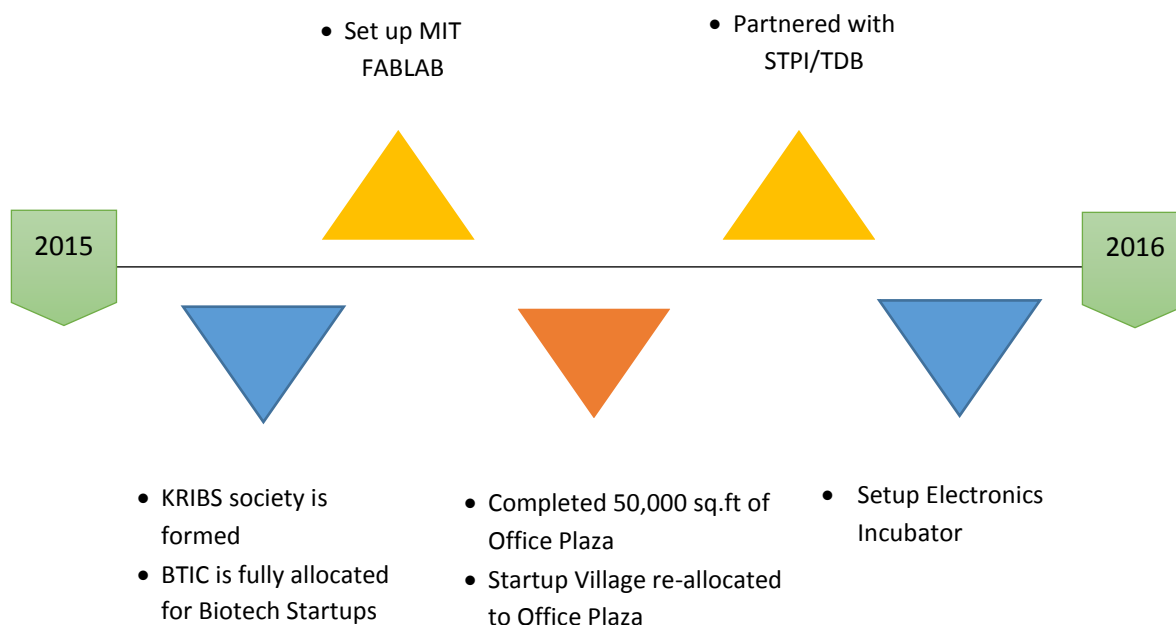 • Set up MIT
FABLAB
• Partnered with
STPI/TDB
2015
2016
• KRIBS society is
formed
• BTIC is fully allocated
for Biotech Startups
• Completed 50,000 sq.ft of
Office Plaza
• Startup Village re-allocated
to Office Plaza
• Setup Electronics
Incubator